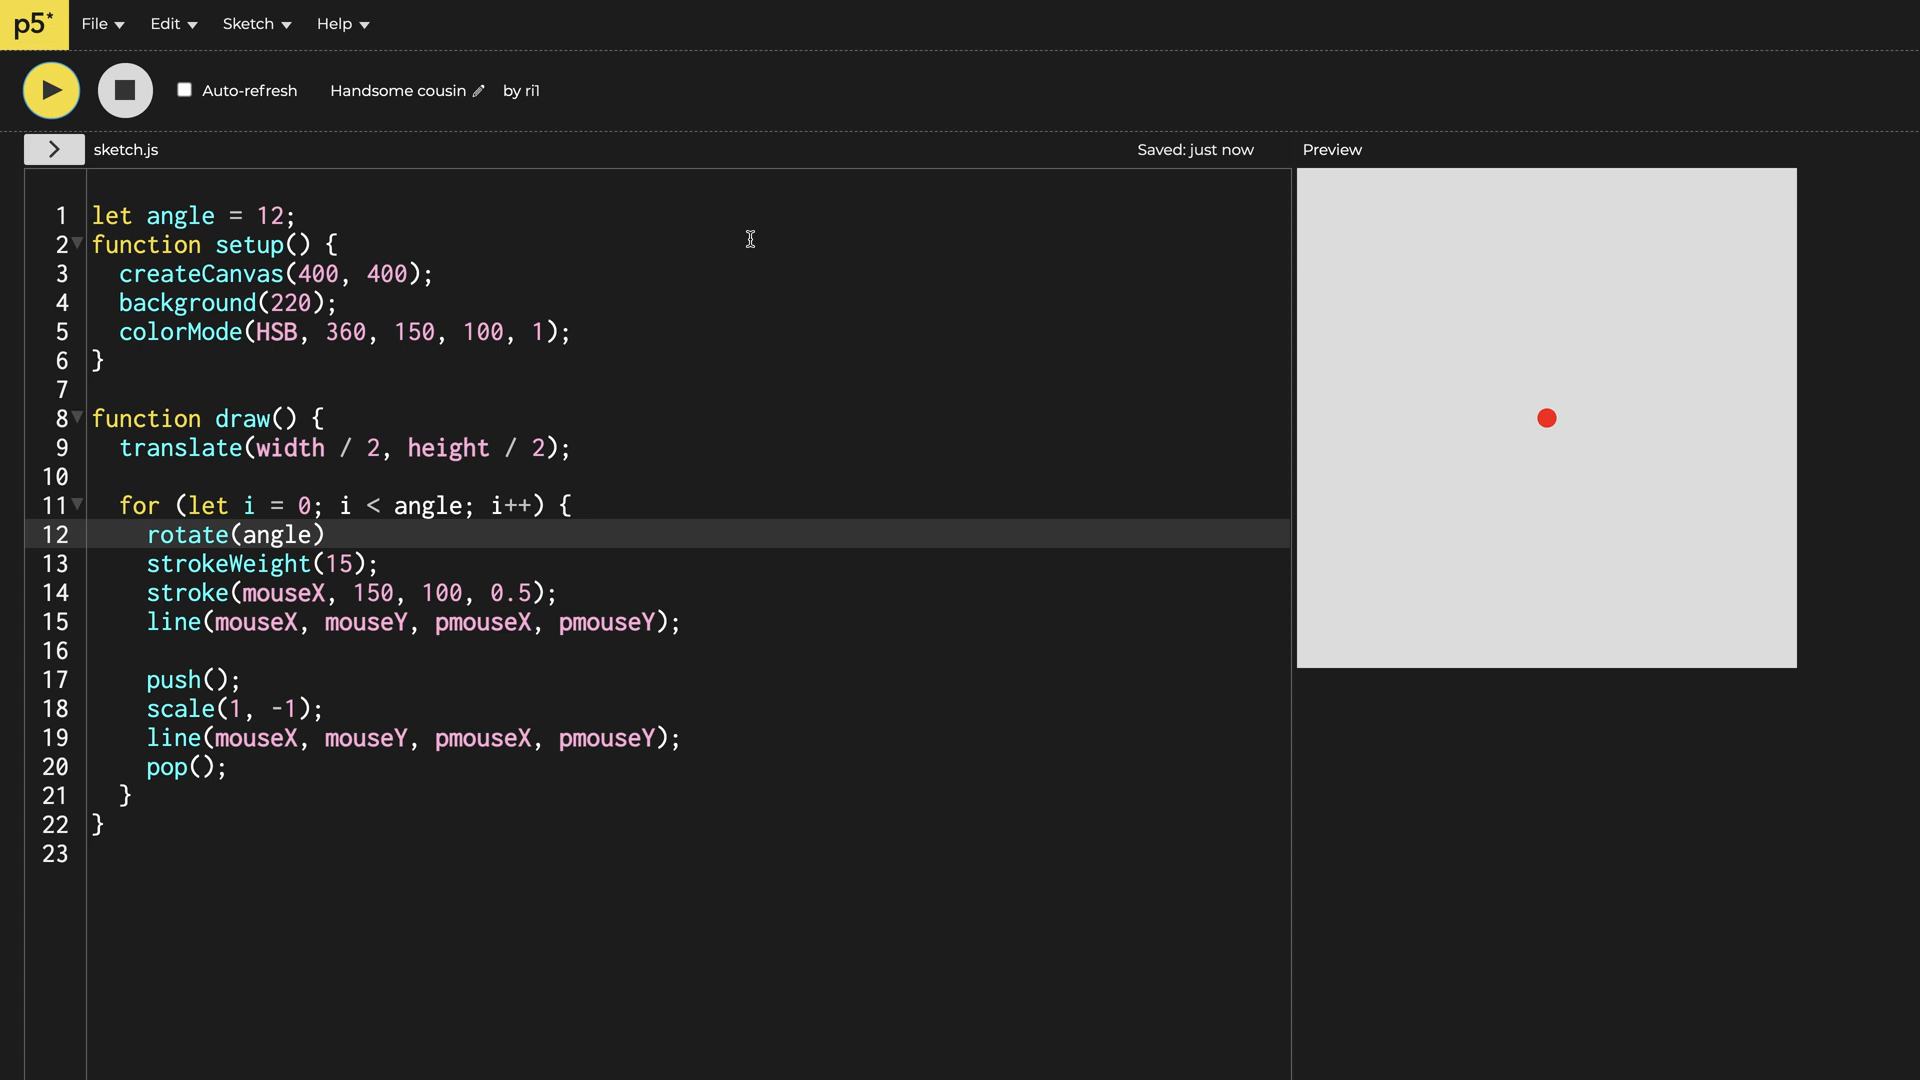 p5* File Edit Sketch Help
Auto-refresh Handsome cousin by ri1
> sketch.js Saved: just now Preview
1 let angle = 12;
2 function setup() {
3 createCanvas(400, 400);
4 background(220);
5 colorMode(HSB, 360, 150, 100, 1);
6 }
7
8 function draw() {
9 translate(width / 2, height / 2);
10
11 for (let i = 0; i < angle; i++) {
12 rotate(angle)
13 strokeWeight(15);
14 stroke(mouseX, 150, 100, 0.5);
15 line(mouseX, mouseY, pmouseX, pmouseY);
16
17 push();
18 scale(1, -1);
19 line(mouseX, mouseY, pmouseX, pmouseY);
20 pop();
21 }
22 }
23